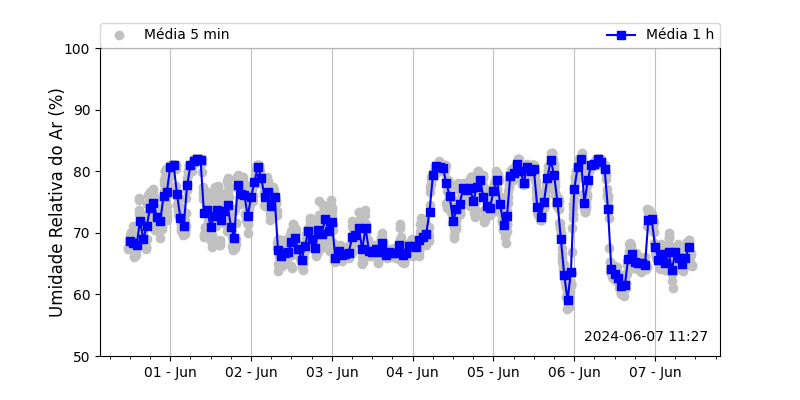 Média 5 min
Média 1 h
100
90
80
70
60
50
Umidade Relativa do Ar (%)
2024-06-07 11:27
01 - Jun
02 - Jun
03 - Jun
04 - Jun
05 - Jun
06 - Jun
07 - Jun